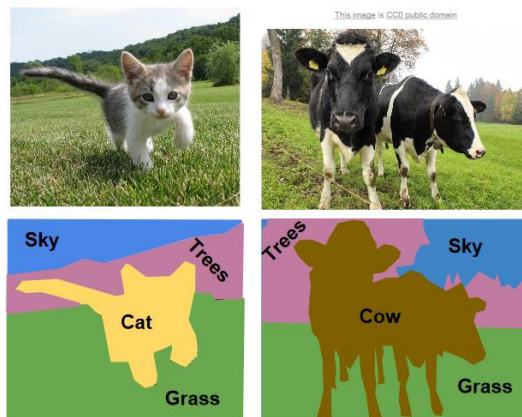 This image is CC0 public domain
Sky
Trees
Cat
Grass
Trees
Sky
Cow
Grass